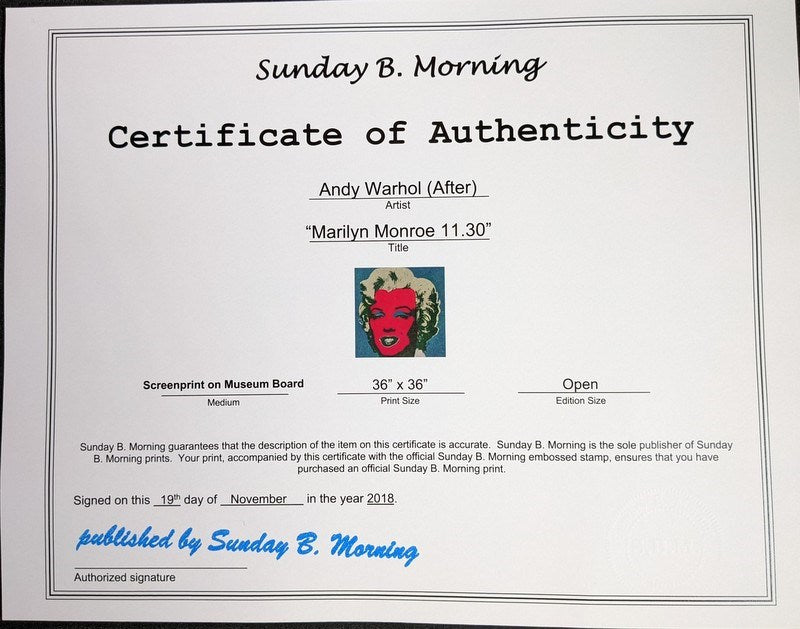 Sunday B. Morning
Certificate of Authenticity
Andy Warhol (After)
Artist
“Marilyn Monroe 11.30”
Title
Screenprint on Museum Board
Medium
36” x 36”
Print Size
Open
Edition Size
Sunday B. Morning guarantees that the description of the item on this certificate is accurate. Sunday B. Morning is the sole publisher of Sunday
B. Morning prints. Your print, accompanied by this certificate with the official Sunday B. Morning embossed stamp, ensures that you have
purchased an official Sunday B. Morning print.
Signed on this 19th day of November in the year 2018.
published by Sunday B. Morning
Authorized signature